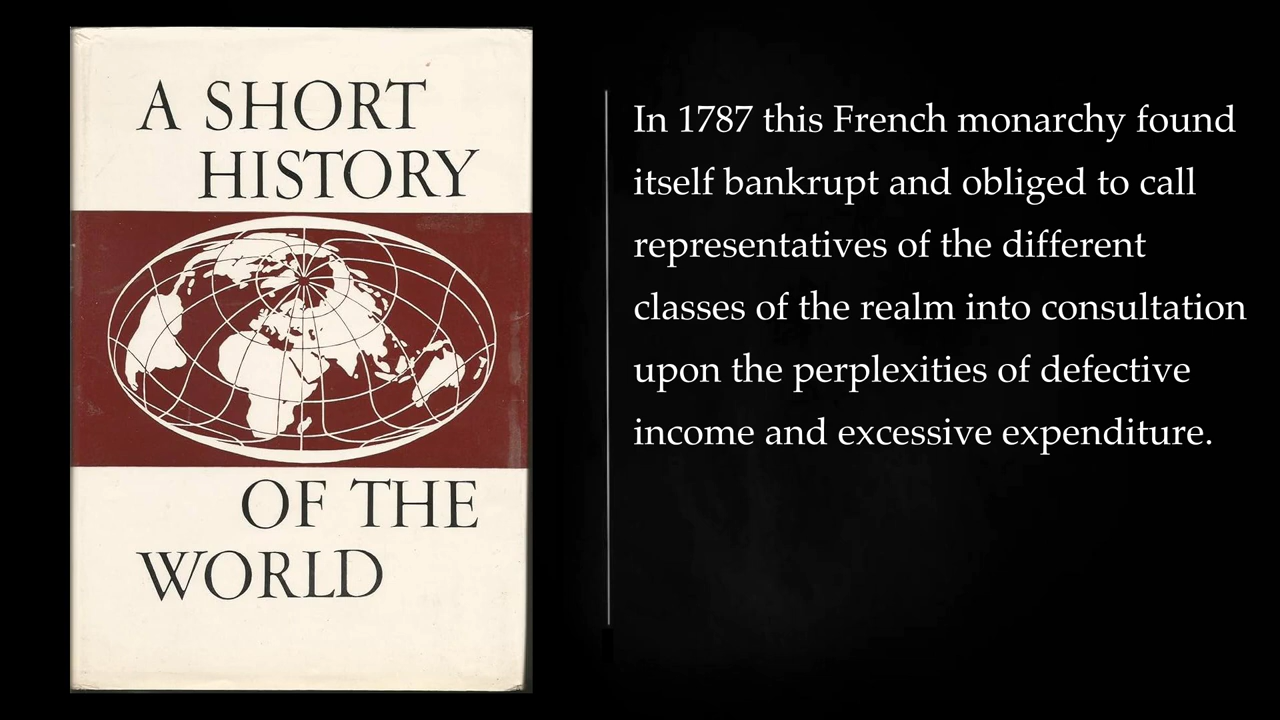 A SHORT
HISTORY
OF THE
WORLD
In 1787 this French monarchy found
itself bankrupt and obliged to call
representatives of the different
classes of the realm into consultation
upon the perplexities of defective
income and excessive expenditure.